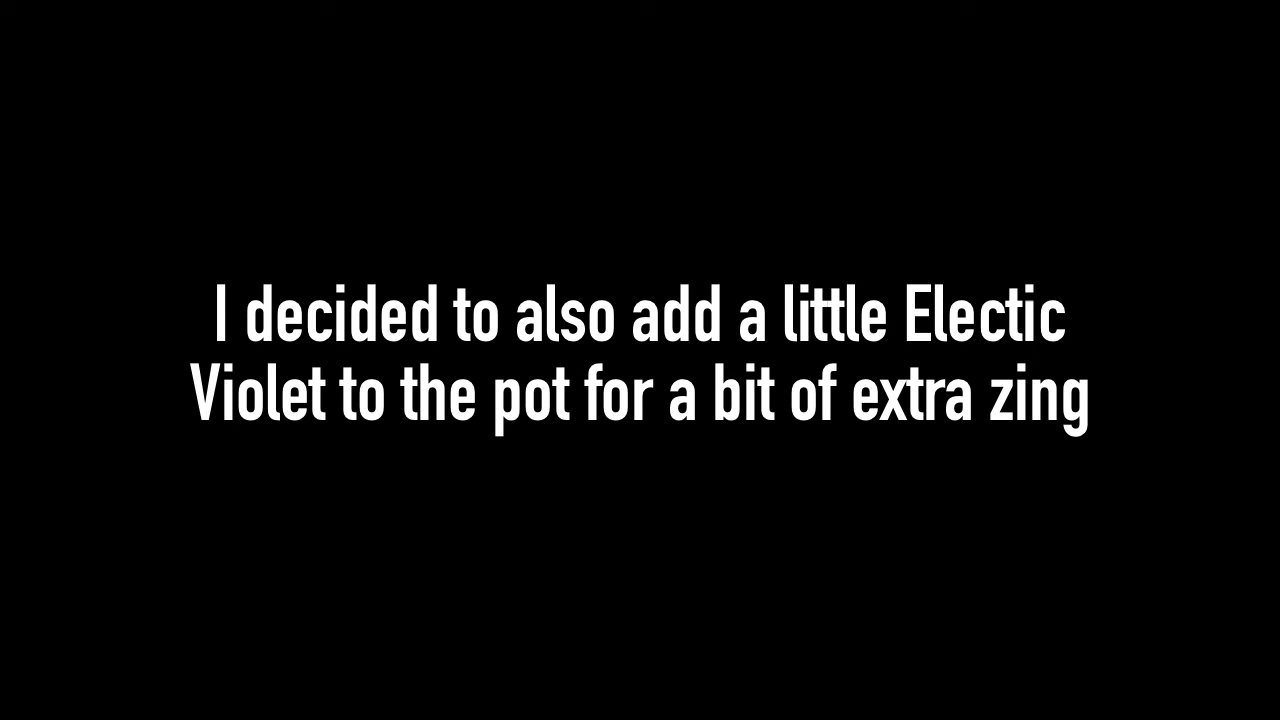 I decided to also add a little Electic
Violet to the pot for a bit of extra zing